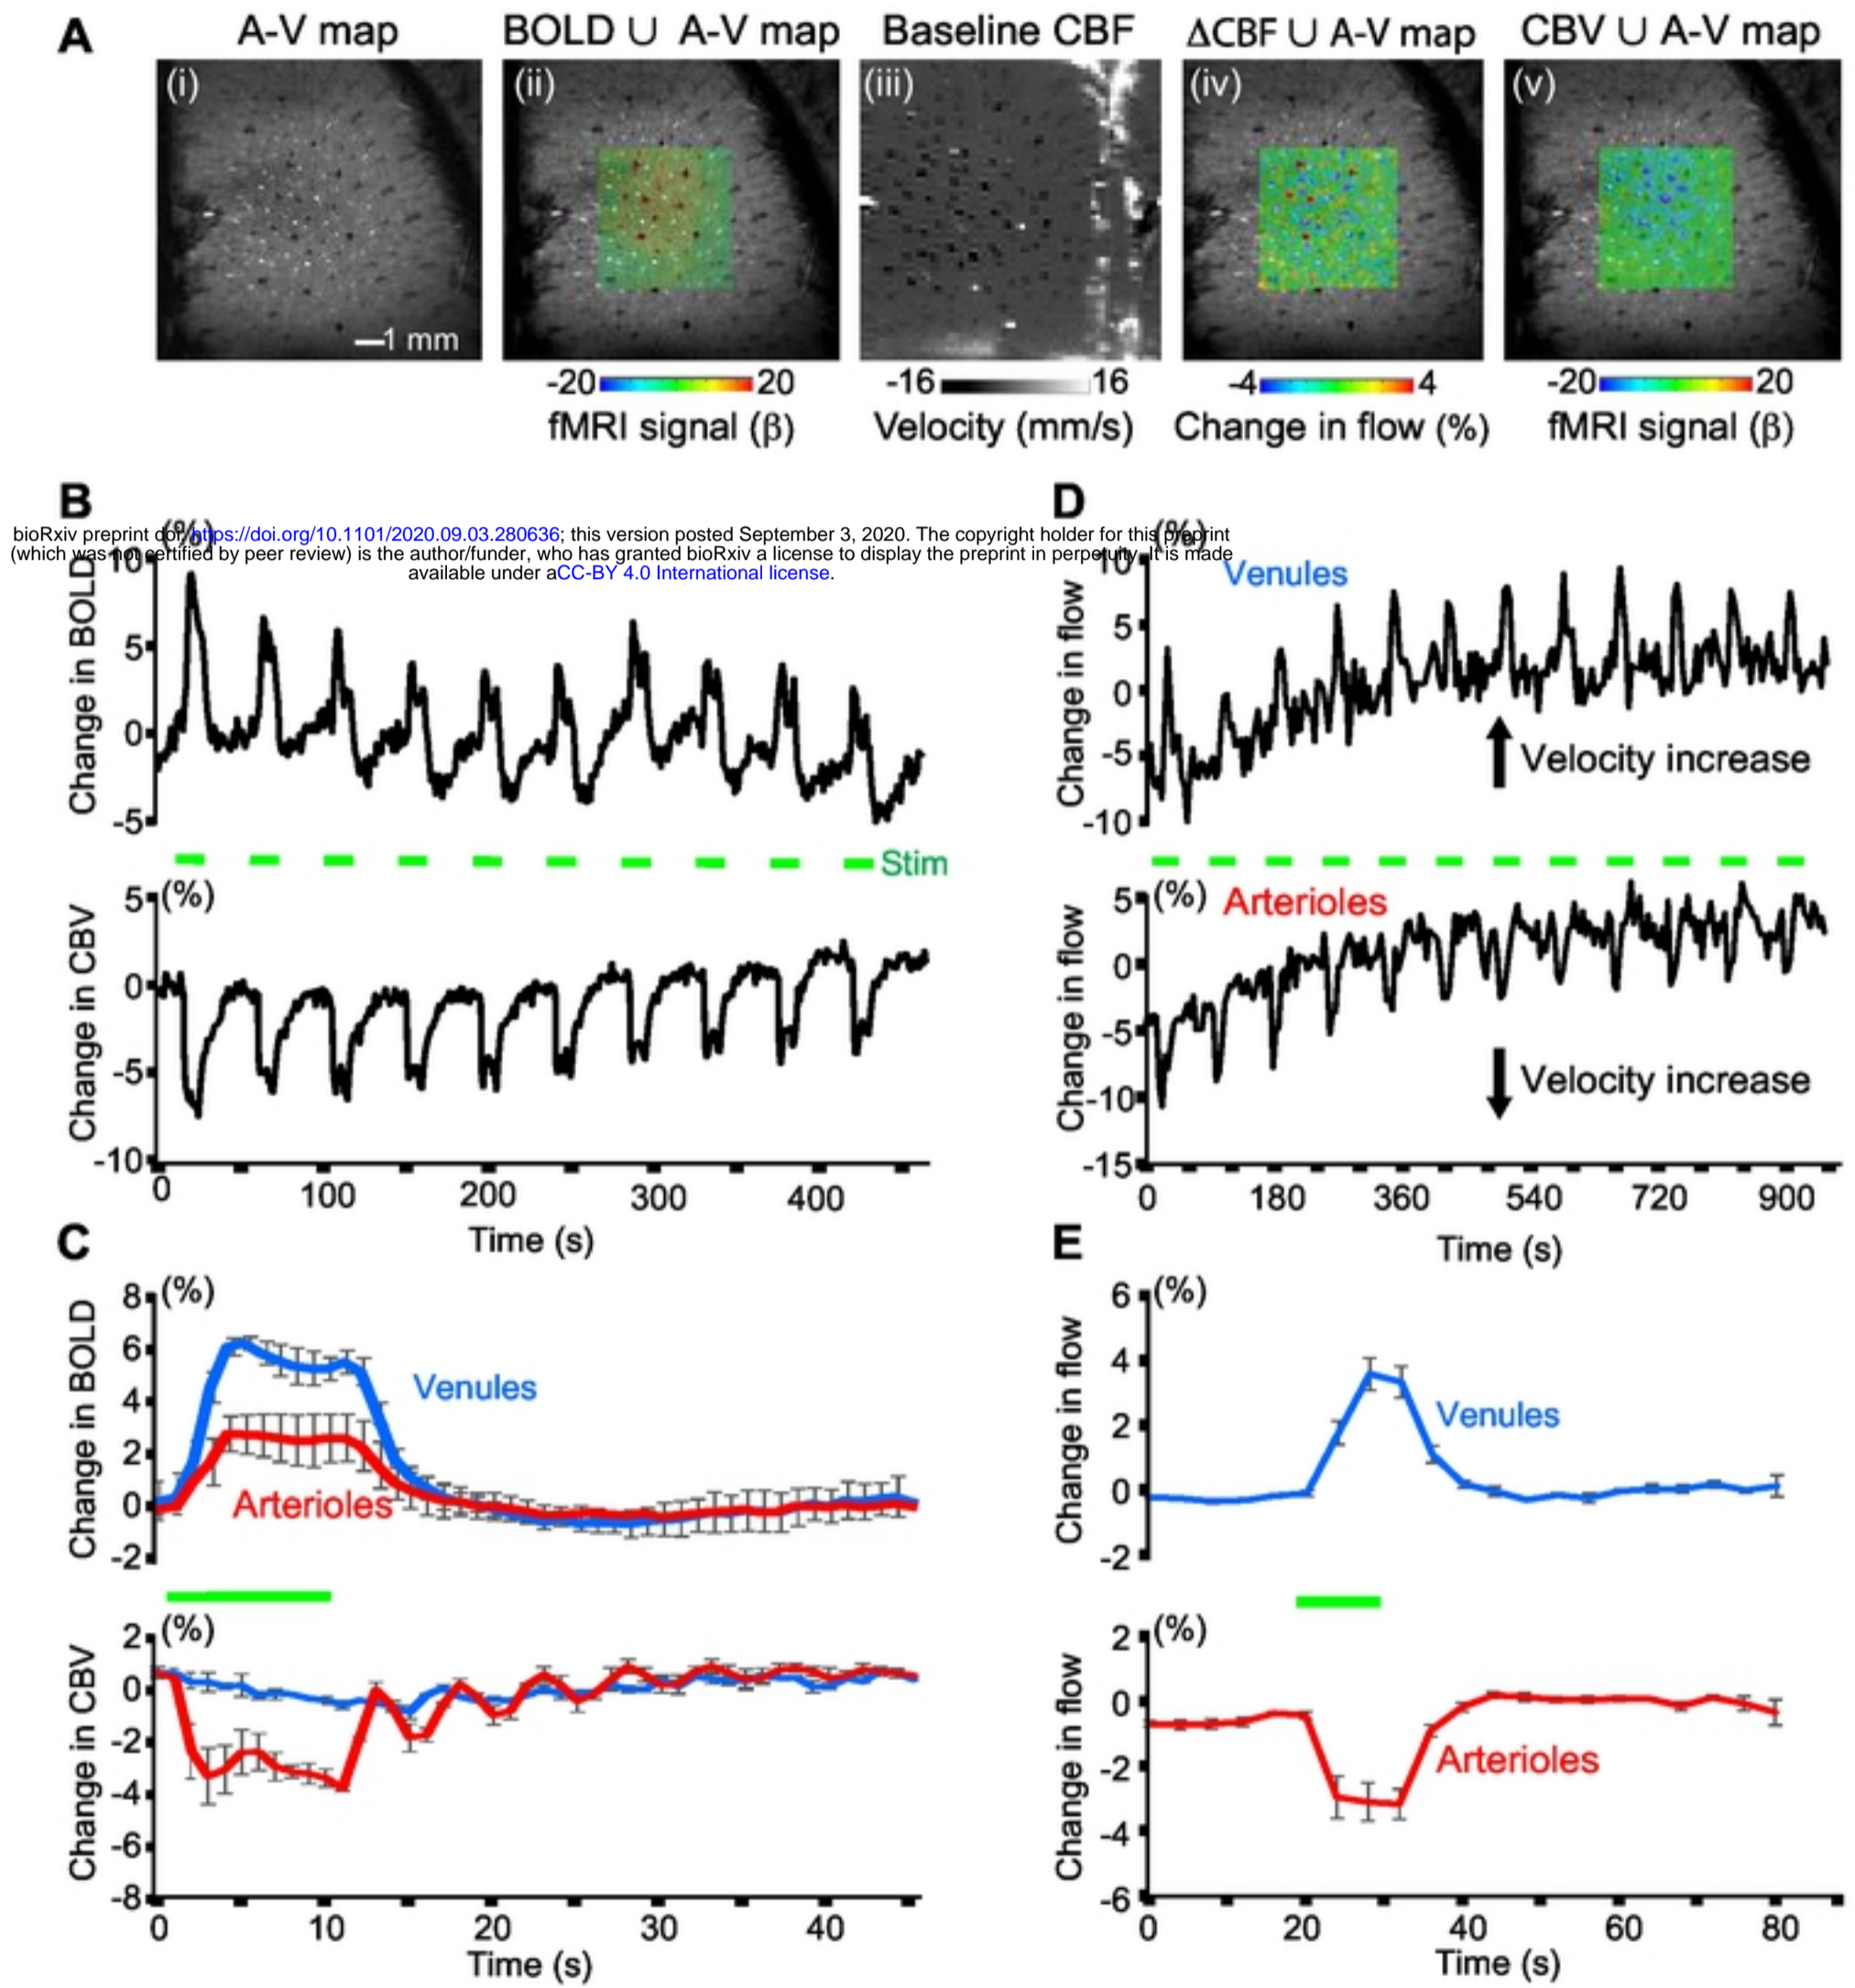 A
A-V map
BOLD ∪ A-V map
Baseline CBF
ΔCBF ∪ A-V map
CBV ∪ A-V map
(i)
(ii)
(iii)
(iv)
(v)
1 mm
-20 20
-16 16
-4 4
-20 20
fMRI signal (β)
Velocity (mm/s)
Change in flow (%)
fMRI signal (β)
bioRxiv preprint doi: https://doi.org/10.1101/2020.09.03.280636; this version posted September 3, 2020. The copyright holder for this preprint
(which was not certified by peer review) is the author/funder, who has granted bioRxiv a license to display the preprint in perpetuity. It is made
available under aCC-BY 4.0 International license.
B
(%)
Change in BOLD
10
5
0
-5
Stim
(%)
Change in CBV
5
0
-5
-10
0 100 200 300 400
Time (s)
D
(%)
Venules
Change in flow
10
5
0
-5
-10
Velocity increase
(%)
Arterioles
Change in flow
5
0
-5
-10
-15
Velocity increase
0 180 360 540 720 900
Time (s)
C
(%)
Change in BOLD
8
6
4
2
0
-2
Venules
Arterioles
(%)
Change in CBV
2
0
-2
-4
-6
-8
0 10 20 30 40
Time (s)
E
(%)
Change in flow
6
4
2
0
-2
Venules
(%)
Change in flow
2
0
-2
-4
-6
Arterioles
0 20 40 60 80
Time (s)